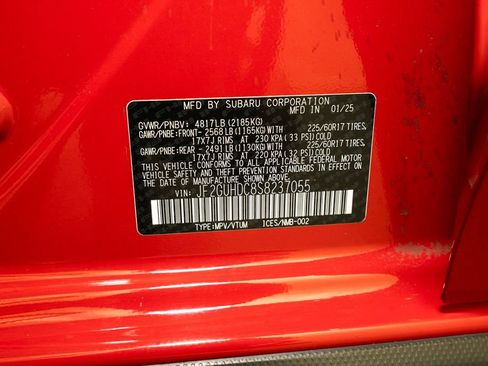 MFD BY SUBARU CORPORATION 01/25
GVWR/PNBV: 4817LB (2185KG)
GAWR/PNBE:FRONT- 2568LB(1165KG)WITH 225/60R17 TIRES,
17X7J RIMS, AT 230 KPA( 33 PSI)COLD
GAWR/PNBE:REAR- 2491LB(1130KG)WITH 225/60R17 TIRES,
17X7J RIMS, AT 220 KPA( 32 PSI)COLD
THIS VEHICLE CONFORMS TO ALL APPLICABLE
FEDERAL MOTOR VEHICLE SAFETY, BUMPER, AND
THEFT PREVENTION STANDARDS IN EFFECT ON THE
DATE OF MANUFACTURE SHOWN ABOVE.
VIN: JF2GUHDC8S8237055
TYPE:MPV/VTUM ICES/NMB-002